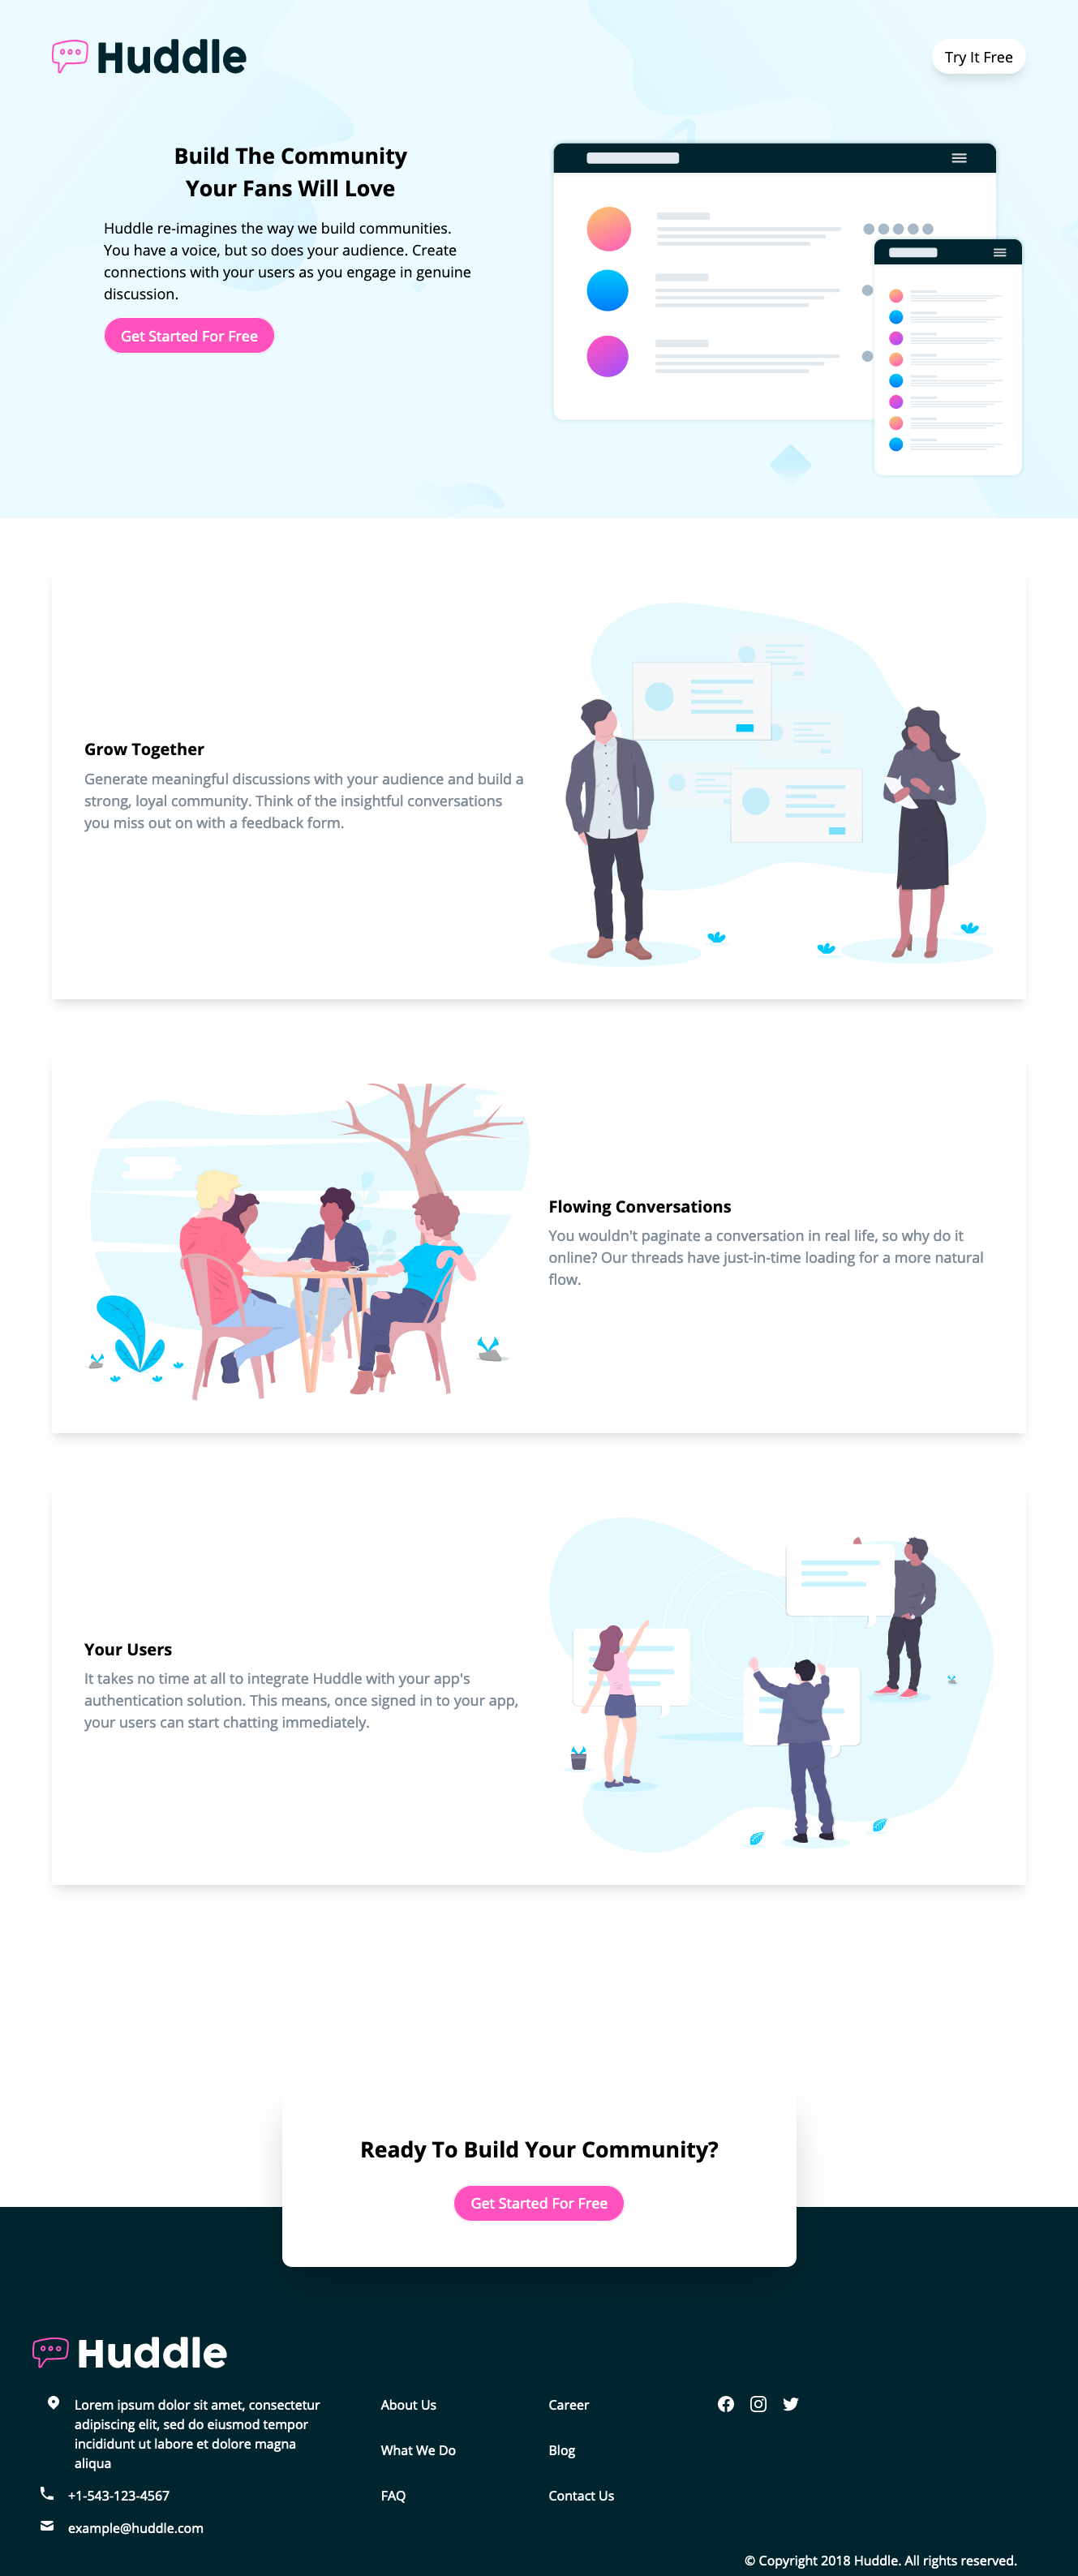 Huddle
Try It Free
Build The Community
Your Fans Will Love
Huddle re-imagines the way we build communities.
You have a voice, but so does your audience. Create
connections with your users as you engage in genuine
discussion.
Get Started For Free
Grow Together
Generate meaningful discussions with your audience and build a
strong, loyal community. Think of the insightful conversations
you miss out on with a feedback form.
Flowing Conversations
You wouldn't paginate a conversation in real life, so why do it
online? Our threads have just-in-time loading for a more natural
flow.
Your Users
It takes no time at all to integrate Huddle with your app's
authentication solution. This means, once signed in to your app,
your users can start chatting immediately.
Ready To Build Your Community?
Get Started For Free
Huddle
Lorem ipsum dolor sit amet, consectetur
adipiscing elit, sed do eiusmod tempor
incididunt ut labore et dolore magna
aliqua
+1-543-123-4567
example@huddle.com
About Us
What We Do
FAQ
Career
Blog
Contact Us
© Copyright 2018 Huddle. All rights reserved.